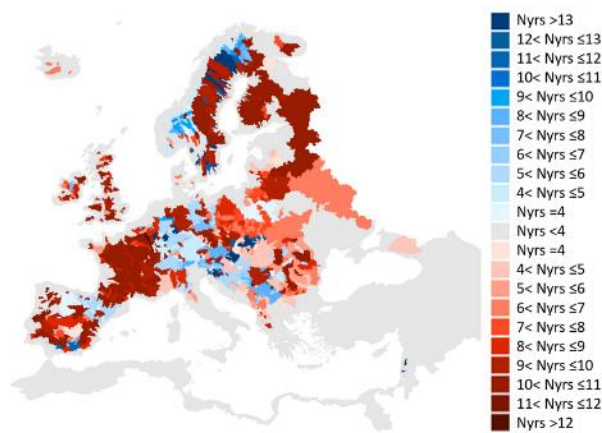 Nyrs >13
12< Nyrs ≤13
11< Nyrs ≤12
10< Nyrs ≤11
9< Nyrs ≤10
8< Nyrs ≤9
7< Nyrs ≤8
6< Nyrs ≤7
5< Nyrs ≤6
4< Nyrs ≤5
Nyrs =4
Nyrs <4
Nyrs =4
4< Nyrs ≤5
5< Nyrs ≤6
6< Nyrs ≤7
7< Nyrs ≤8
8< Nyrs ≤9
9< Nyrs ≤10
10< Nyrs ≤11
11< Nyrs ≤12
Nyrs >12